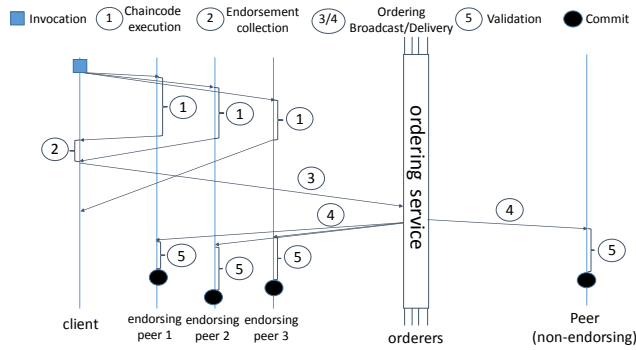 Invocation
1
Chaincode
execution
2
Endorsement
collection
3/4
Ordering
Broadcast/Delivery
5
Validation
Commit
1
1
1
2
3
4
4
5
5
5
5
ordering service
client
endorsing
peer 1
endorsing
peer 2
endorsing
peer 3
orderers
Peer
(non-endorsing)